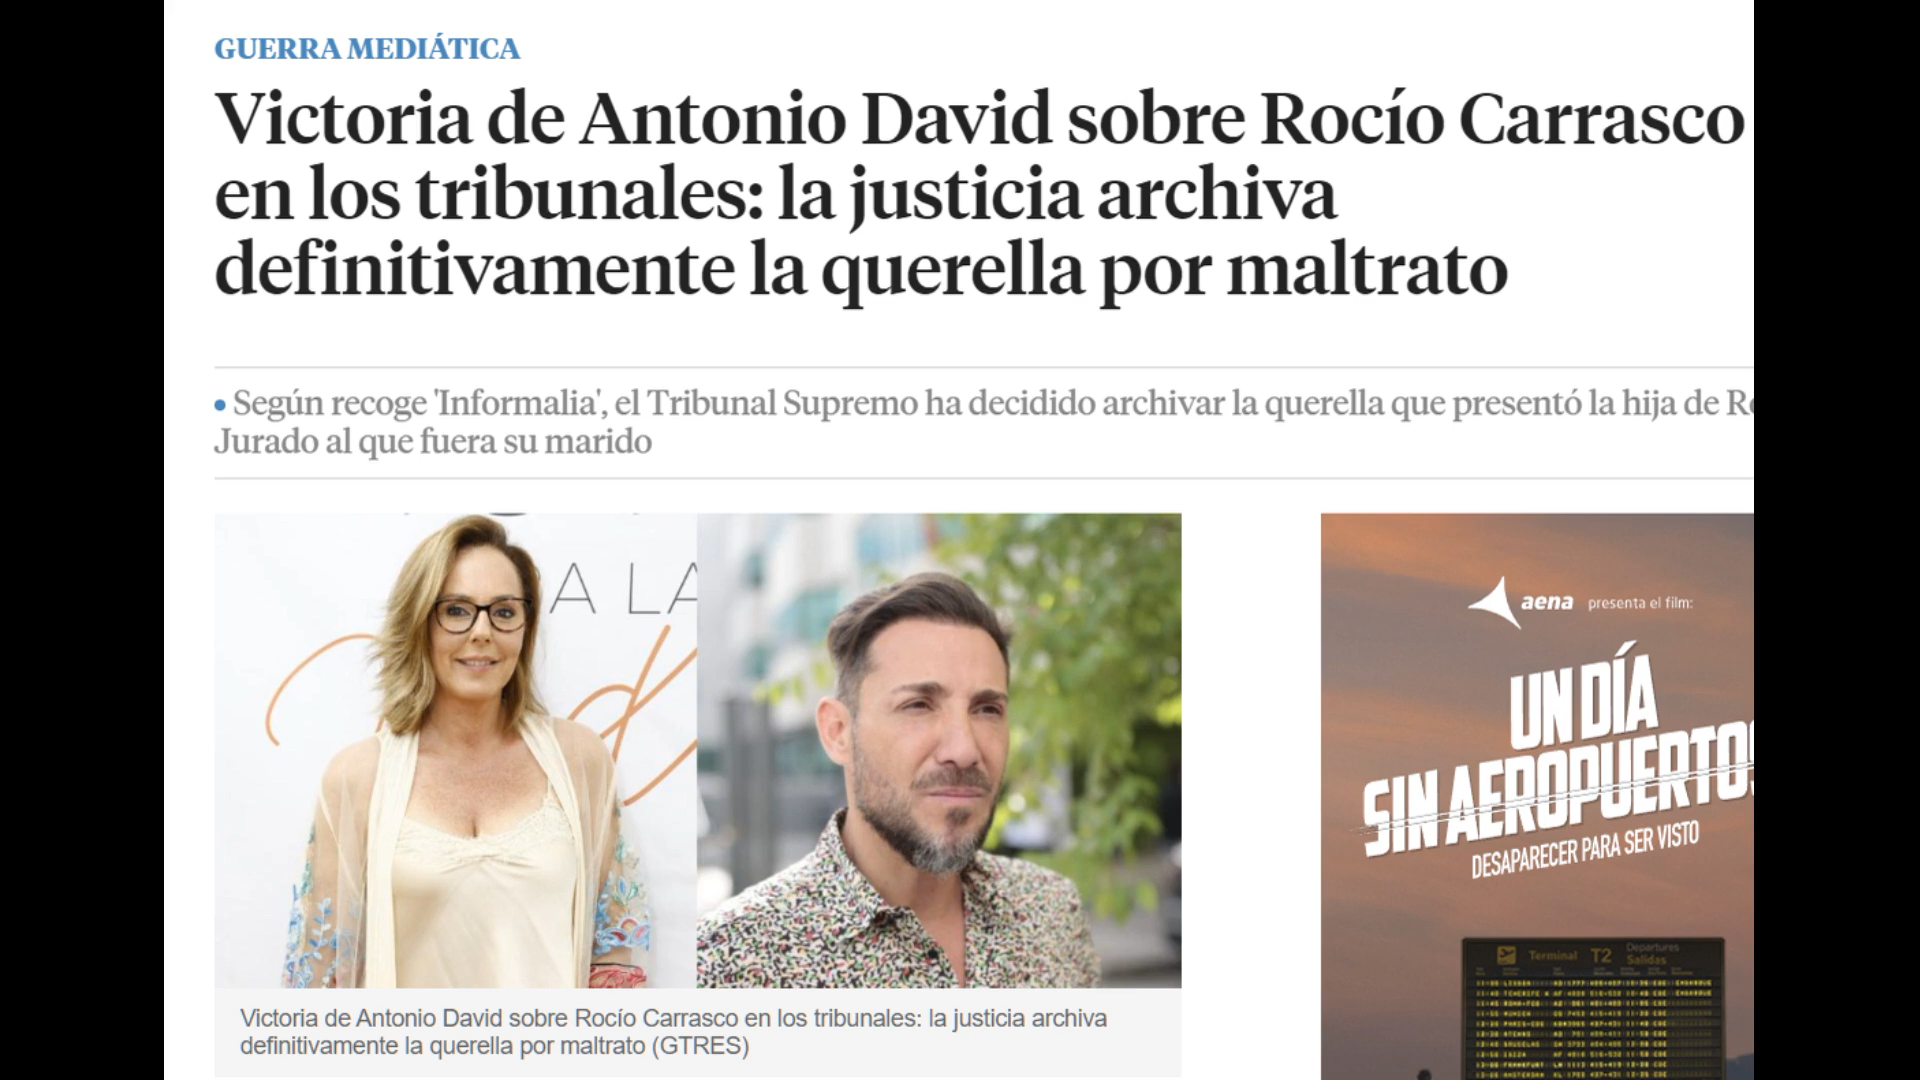 GUERRA MEDIÁTICA
Victoria de Antonio David sobre Rocío Carrasco
en los tribunales: la justicia archiva
definitivamente la querella por maltrato
• Según recoge 'Informalia', el Tribunal Supremo ha decidido archivar la querella que presentó la hija de
Jurado al que fuera su marido
A LA
Victoria de Antonio David sobre Rocío Carrasco en los tribunales: la justicia archiva
definitivamente la querella por maltrato (GTRES)
aena presenta el film:
UN DÍA
SIN AEROPUERTOS
DESAPARECER PARA SER VISTO
Terminal T2 Departures
Salidas